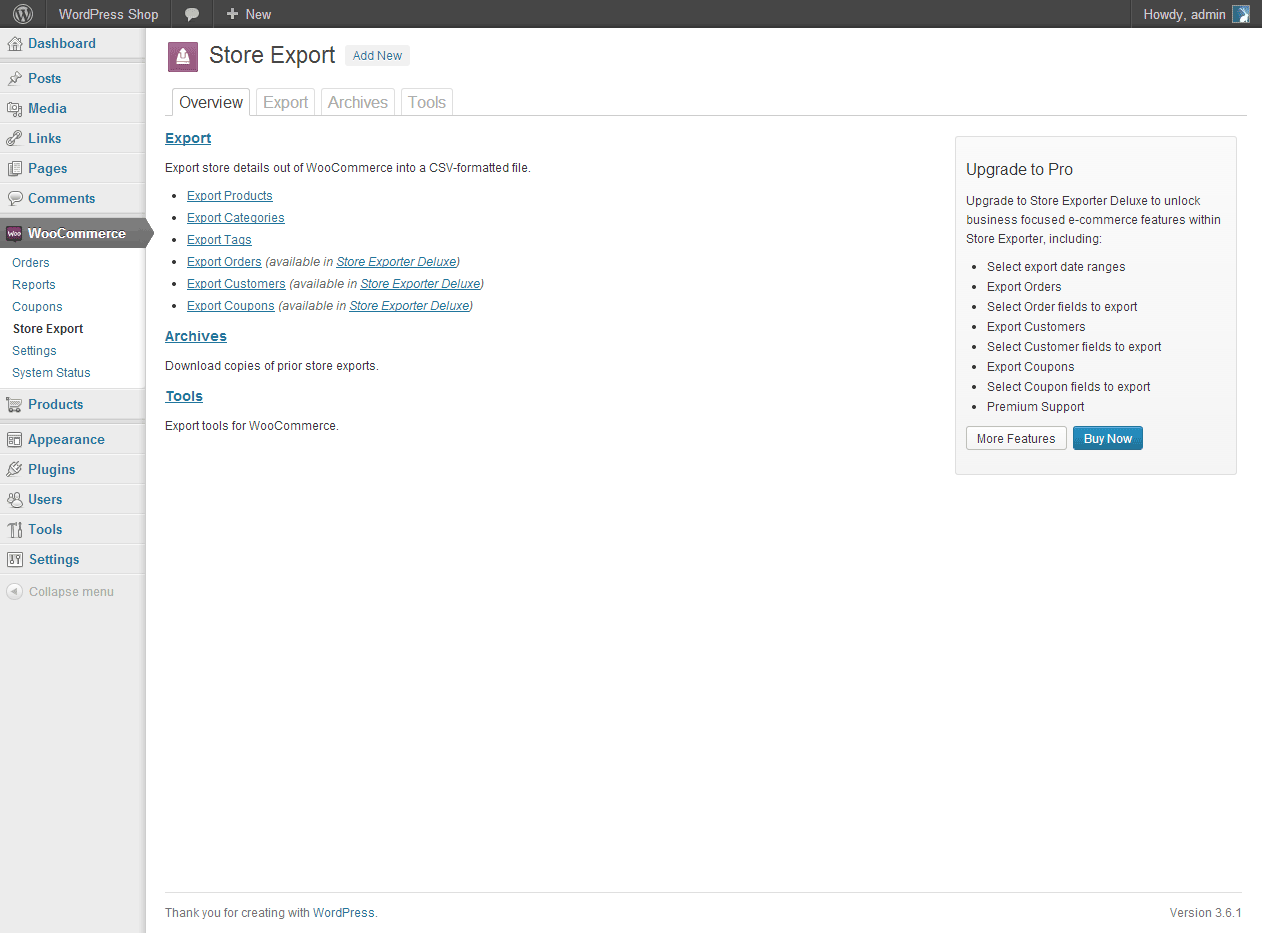 WordPress Shop
New
Howdy, admin
Dashboard
Posts
Media
Links
Pages
Comments
Woo WooCommerce
Orders
Reports
Coupons
Store Export
Settings
System Status
Products
Appearance
Plugins
Users
Tools
Settings
Collapse menu
Store Export Add New
Overview Export Archives Tools
Export
Export store details out of WooCommerce into a CSV-formatted file.
Export Products
Export Categories
Export Tags
Export Orders (available in Store Exporter Deluxe)
Export Customers (available in Store Exporter Deluxe)
Export Coupons (available in Store Exporter Deluxe)
Archives
Download copies of prior store exports.
Tools
Export tools for WooCommerce.
Upgrade to Pro
Upgrade to Store Exporter Deluxe to unlock
business focused e-commerce features within
Store Exporter, including:
Select export date ranges
Export Orders
Select Order fields to export
Export Customers
Select Customer fields to export
Export Coupons
Select Coupon fields to export
Premium Support
More Features Buy Now
Thank you for creating with WordPress.
Version 3.6.1